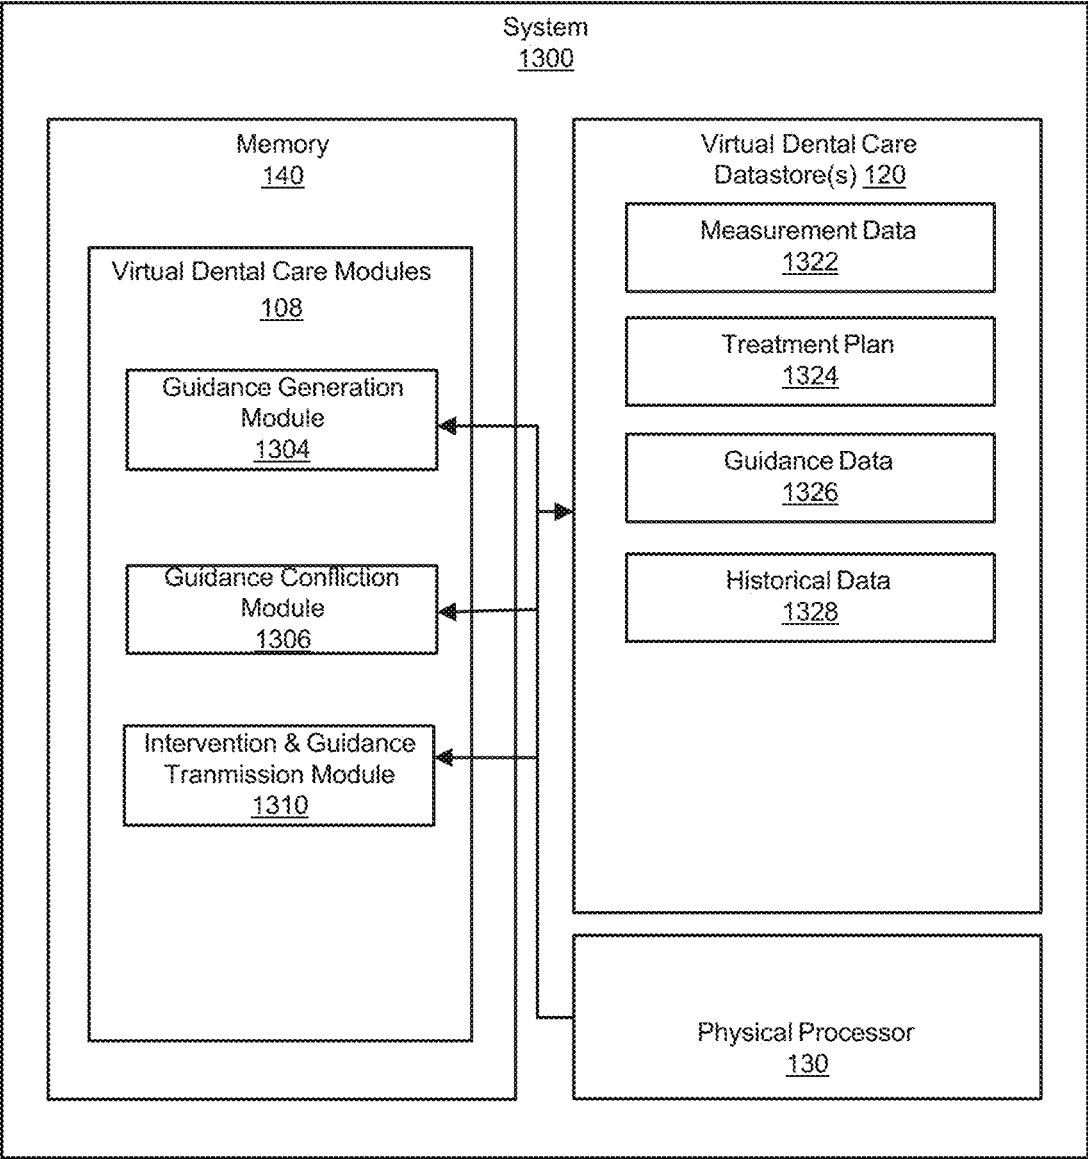 System
1300
Memory
140
Virtual Dental Care Modules
108
Guidance Generation
Module
1304
Guidance Confliction
Module
1306
Intervention & Guidance
Tranmission Module
1310
Virtual Dental Care
Datastore(s) 120
Measurement Data
1322
Treatment Plan
1324
Guidance Data
1326
Historical Data
1328
Physical Processor
130